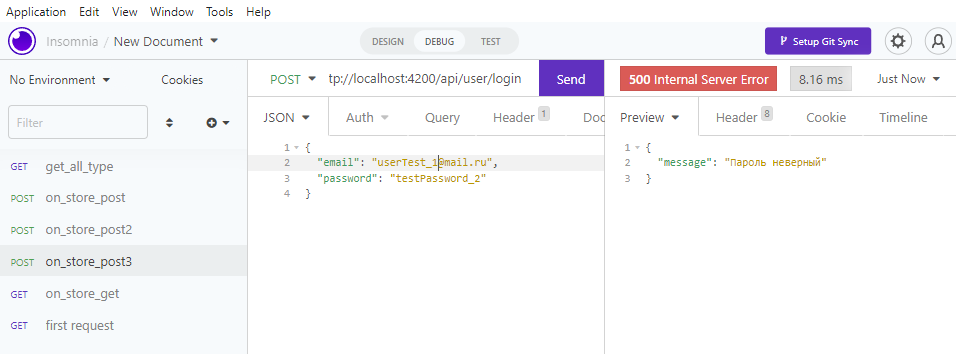 Application Edit View Window Tools Help
Insomnia / New Document DESIGN DEBUG TEST Setup Git Sync
No Environment Cookies POST tp://localhost:4200/api/user/login Send 500 Internal Server Error 8.16 ms Just Now
Filter JSON Auth Query Header 1 Doc Preview Header 8 Cookie Timeline
GET get_all_type
POST on_store_post
POST on_store_post2
POST on_store_post3
GET on_store_get
GET first request
1 {
2 "email": "userTest_1@mail.ru",
3 "password": "testPassword_2"
4 }
1 {
2 "message": "Пароль неверный"
3 }